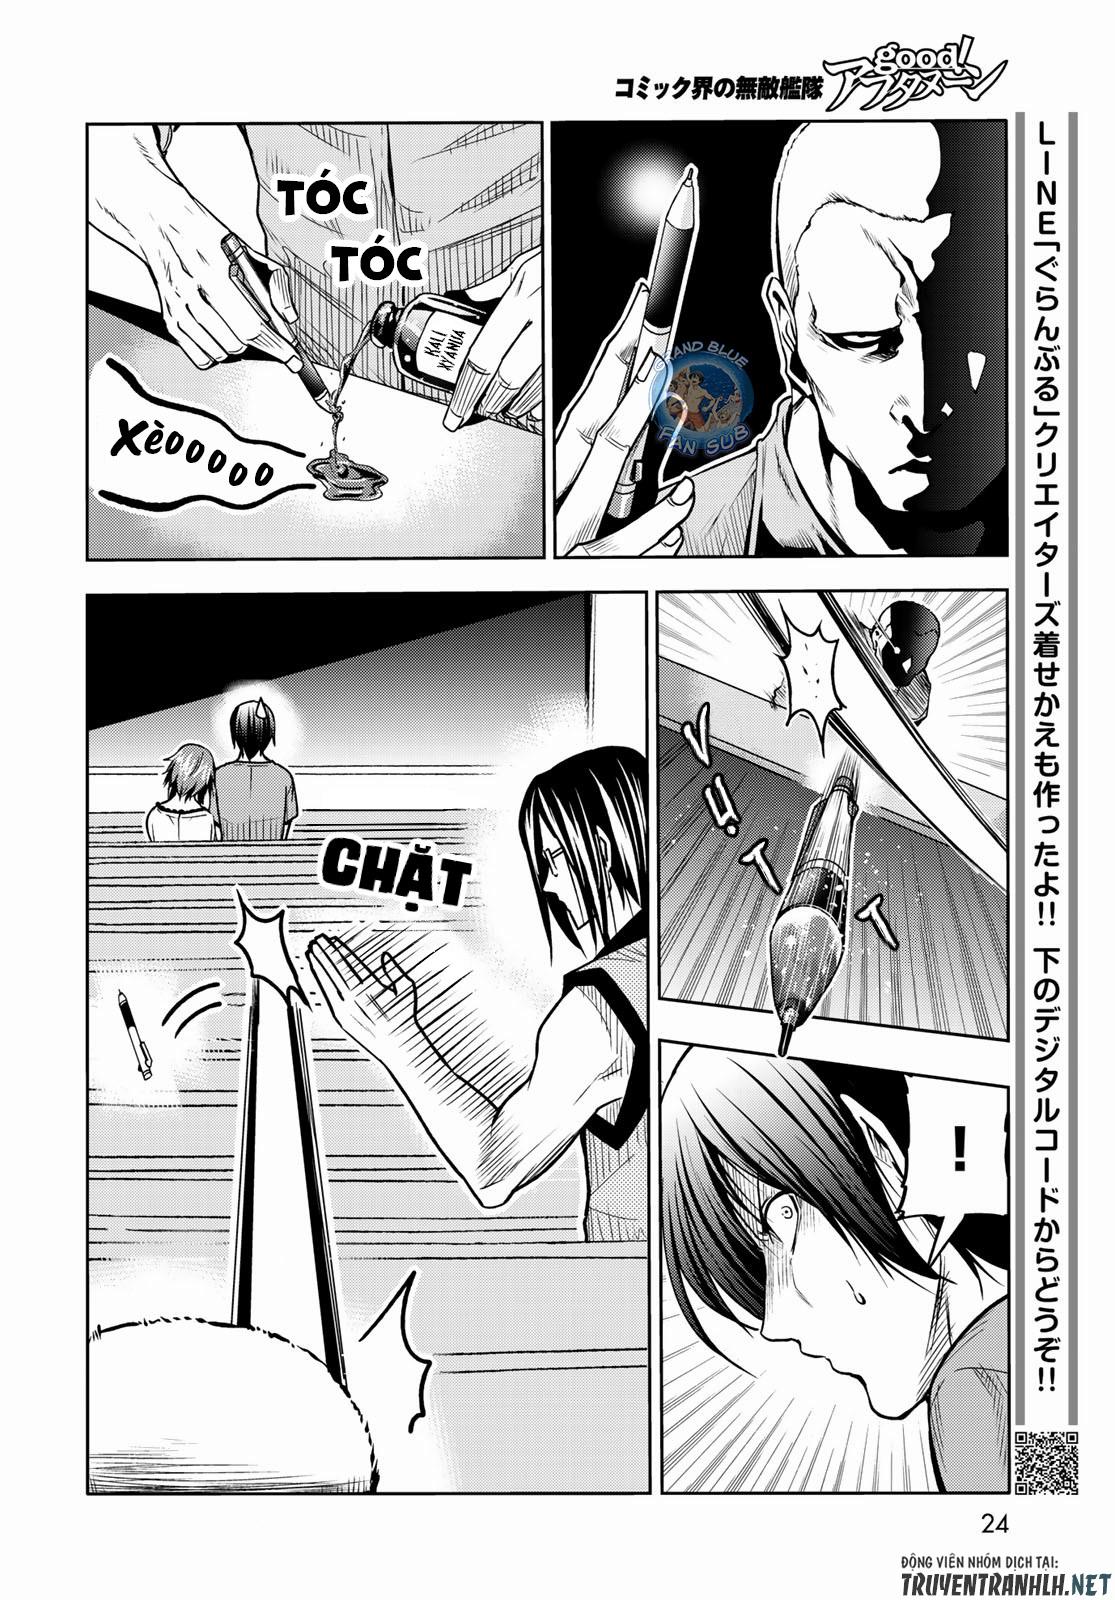 good!
アフタヌーン
コミック界の無敵艦隊
LINE「ぐらんぶる」クリエイターズ着せかえも作ったよ!! 下のデジタルコードからどうぞ!!
GRAND BLUE
FAN SUB
TÓC
TÓC
KALI
XYANUA
XÈOOOOO
VỤT T
!
CHẶT
24
ĐỘNG VIÊN NHÓM DỊCH TẠI:
TRUYENTRANHLH.NET